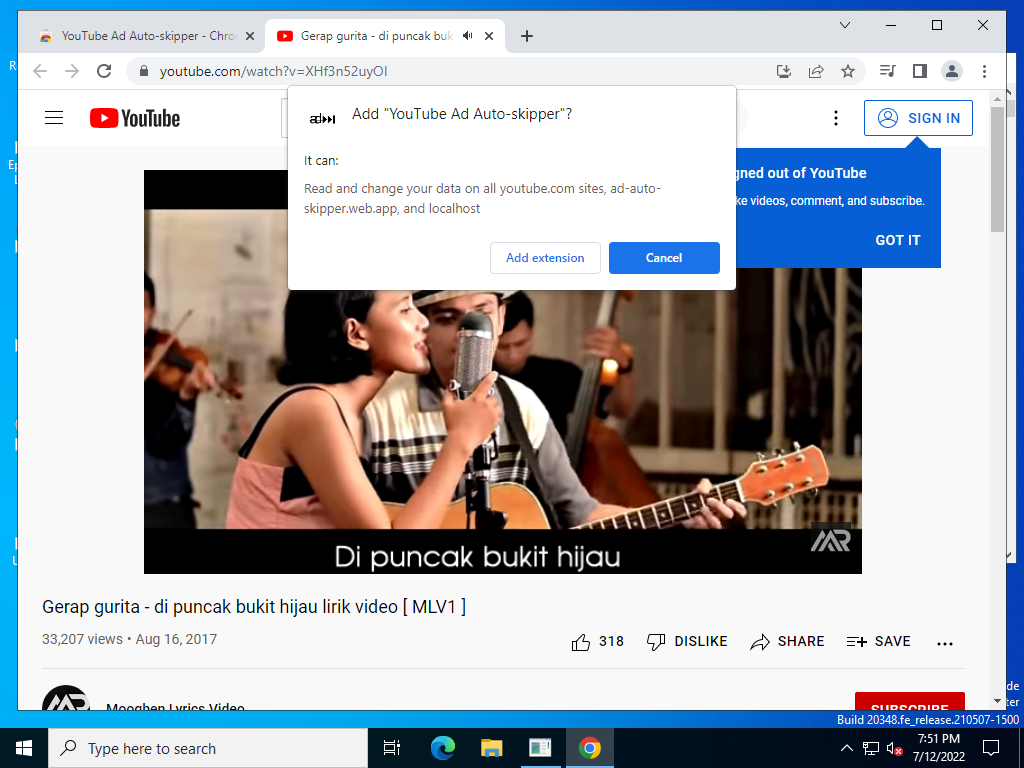 YouTube Ad Auto-skipper - Chro
Gerap gurita - di puncak buk
youtube.com/watch?v=XHf3n52uyOI
YouTube
SIGN IN
Add "YouTube Ad Auto-skipper"?
It can:
Read and change your data on all youtube.com sites, ad-auto-
skipper.web.app, and localhost
Add extension
Cancel
gned out of YouTube
ke videos, comment, and subscribe.
GOT IT
Di puncak bukit hijau
Gerap gurita - di puncak bukit hijau lirik video [ MLV1 ]
33,207 views • Aug 16, 2017
318
DISLIKE
SHARE
SAVE
Mooghen Lyrics Video
SUBSCRIBE
Build 20348.fe_release.210507-1500
Type here to search
7:51 PM
7/12/2022